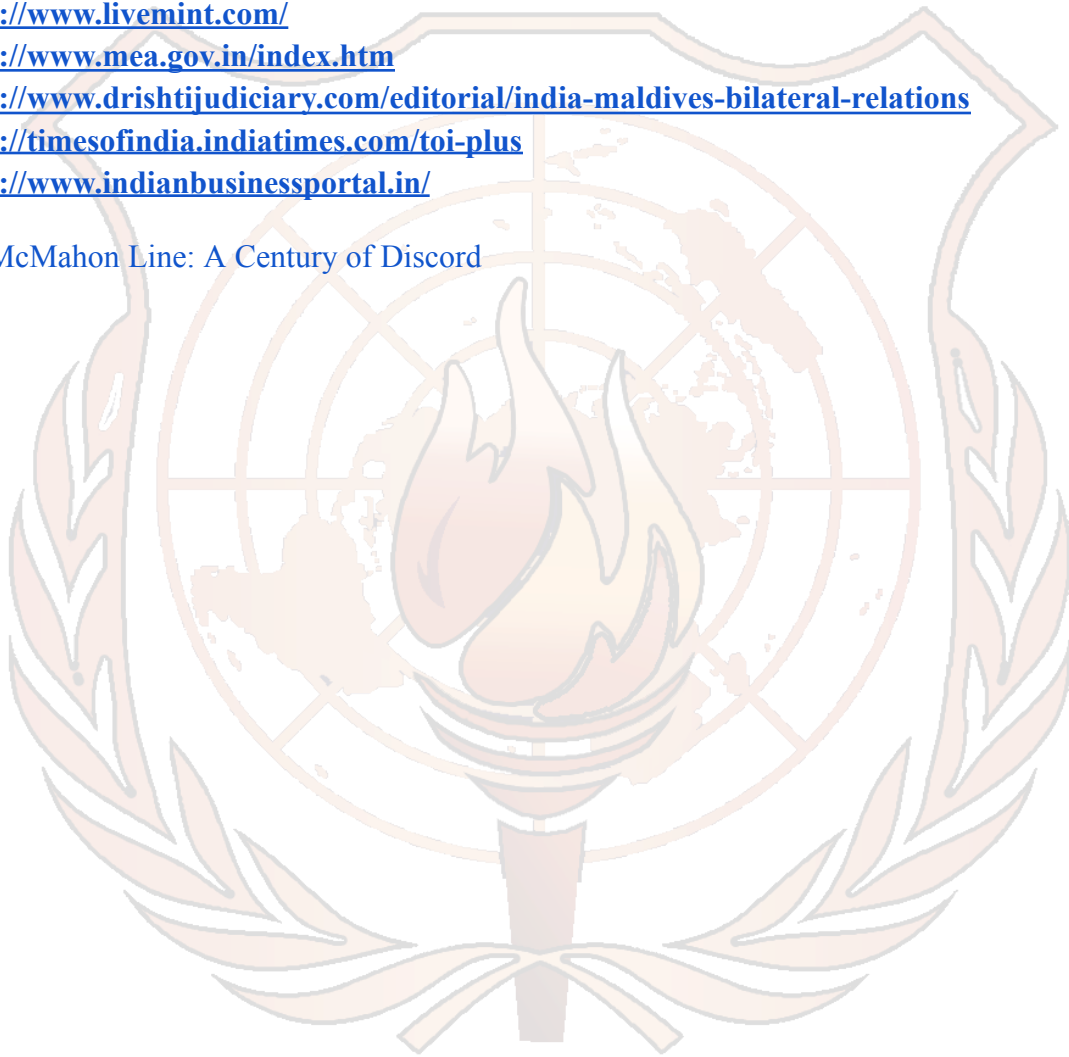 ://www.livemint.com/
://www.mea.gov.in/index.htm
://www.drishtijudiciary.com/editorial/india-maldives-bilateral-relations
://timesofindia.indiatimes.com/toi-plus
://www.indianbusinessportal.in/
McMahon Line: A Century of Discord